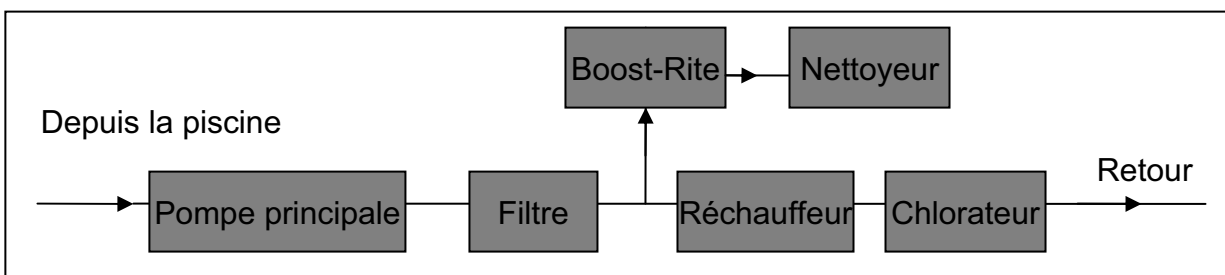 Boost-Rite
Nettoyeur
Depuis la piscine
Retour
Pompe principale
Filtre
Réchauffeur
Chlorateur